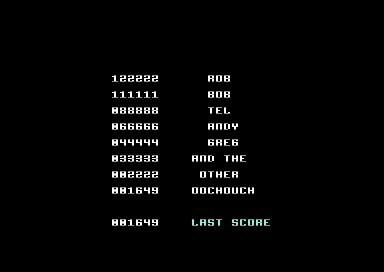 122222 ROB
111111 BOB
088888 TEL
066666 ANDY
044444 GREG
033333 AND THE
002222 OTHER
001649 OOCHOUCH
001649 LAST SCORE